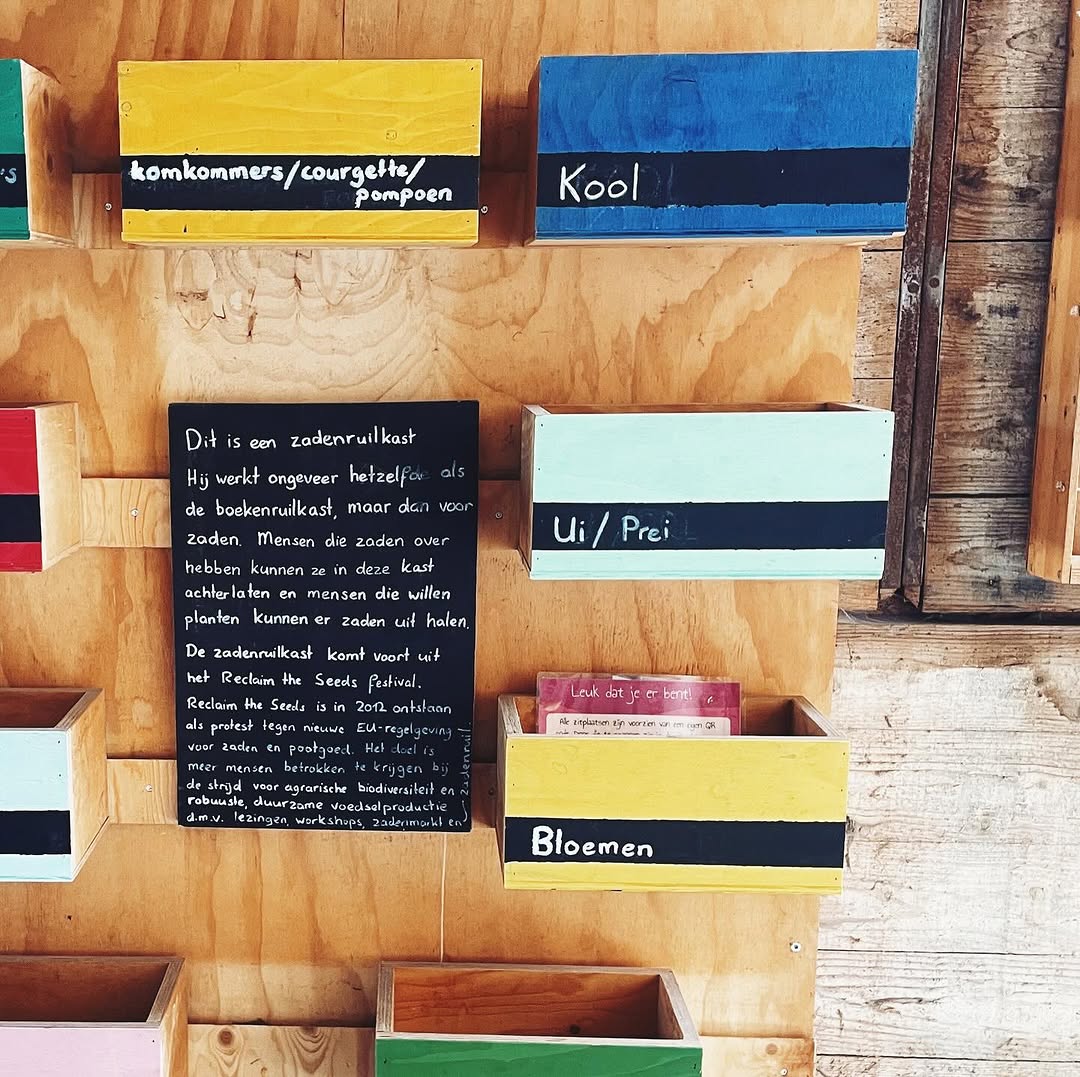 's
komkommers/courgette/
pompoen
Kool
Dit is een zadenruilkast
Hij werkt ongeveer hetzelfde als
de boekenruilkast, maar dan voor
zaden. Mensen die zaden over
hebben kunnen ze in deze kast
achterlaten en mensen die willen
planten kunnen er zaden uit halen.
De zadenruilkast komt voort uit
het Reclaim the Seeds festival.
Reclaim the Seeds is in 2012 ontstaan
als protest tegen nieuwe EU-regelgeving
voor zaden en pootgoed. Het doel is
meer mensen betrokken te krijgen bij
de strijd voor agrarische biodiversiteit en
robuuste, duurzame voedselproductie
d.m.v. lezingen, workshops, zadenmarkt en
zadenruil.
Ui/Prei
Leuk dat je er bent!
Alle zitplaatsen zijn voorzien van een eigen QR
Bloemen